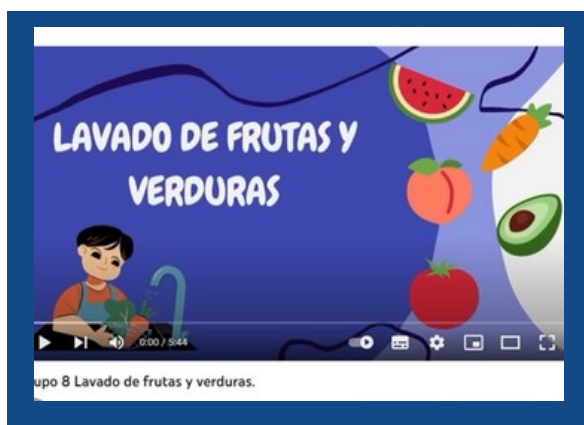 LAVADO DE FRUTAS Y
VERDURAS
0:00 / 5:44
upo 8 Lavado de frutas y verduras.